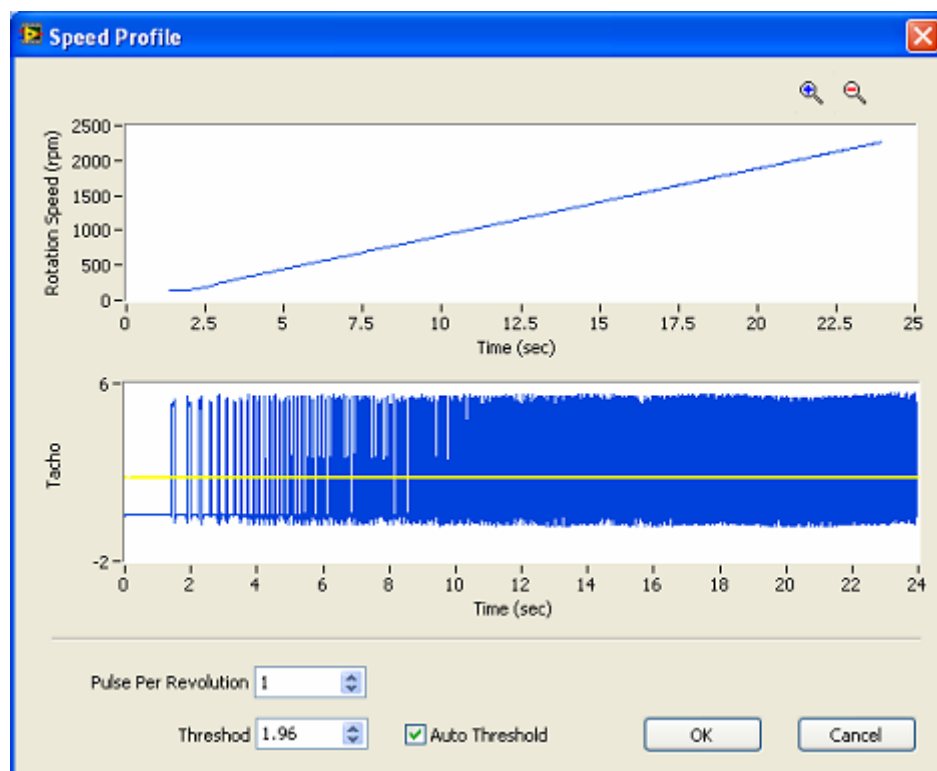 Speed Profile
Rotation Speed (rpm)
2500
2000
1500
1000
500
0
0 2.5 5 7.5 10 12.5 15 17.5 20 22.5 25
Time (sec)
Tacho
6
-2
0 2 4 6 8 10 12 14 16 18 20 22 24
Time (sec)
Pulse Per Revolution 1
Threshod 1.96 Auto Threshold OK Cancel